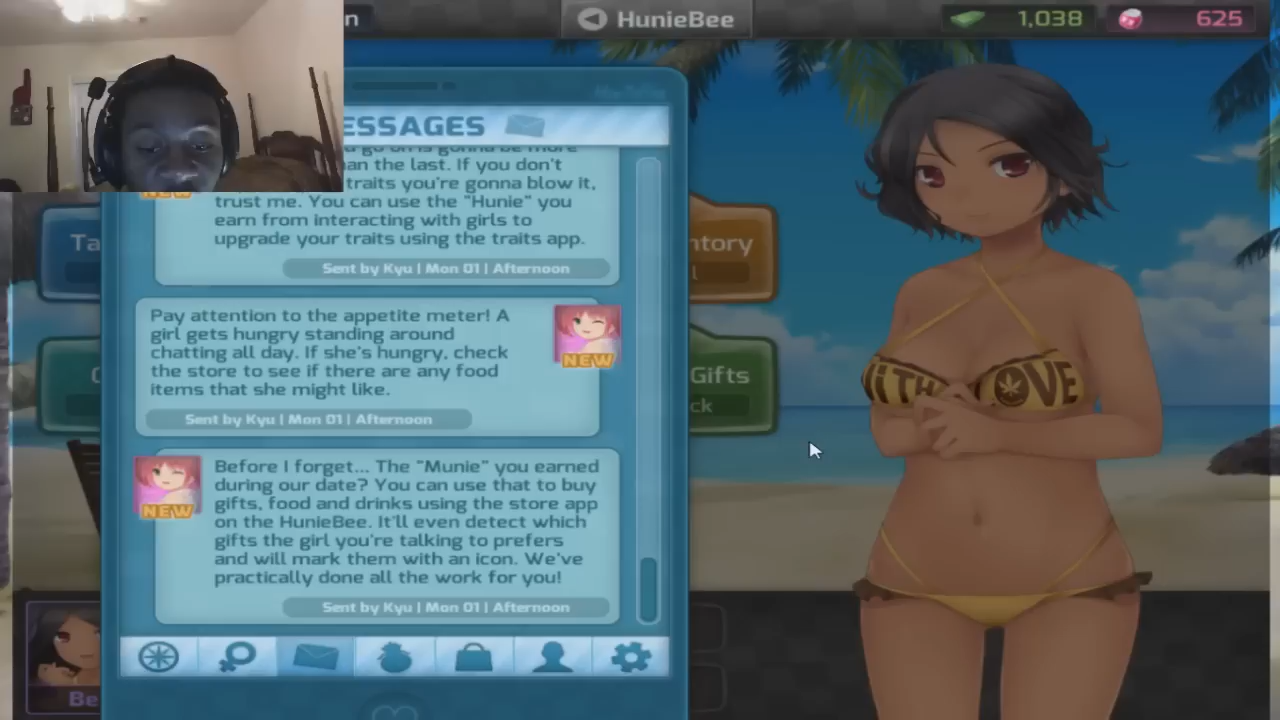 HunieBee
1,038
625
ESSAGES
an the last. If you don't
traits you're gonna blow it,
trust me. You can use the "Hunie" you
earn from interacting with girls to
upgrade your traits using the traits app.
NEW
Sent by Kyu | Mon 01 | Afternoon
Ta
ntory
Pay attention to the appetite meter! A
girl gets hungry standing around
chatting all day. If she's hungry, check
the store to see if there are any food
items that she might like.
NEW
Sent by Kyu | Mon 01 | Afternoon
Gifts
ck
ITH
OVE
Before I forget... The "Munie" you earned
during our date? You can use that to buy
gifts, food and drinks using the store app
on the HunieBee. It'll even detect which
gifts the girl you're talking to prefers
and will mark them with an icon. We've
practically done all the work for you!
NEW
Sent by Kyu | Mon 01 | Afternoon
Be